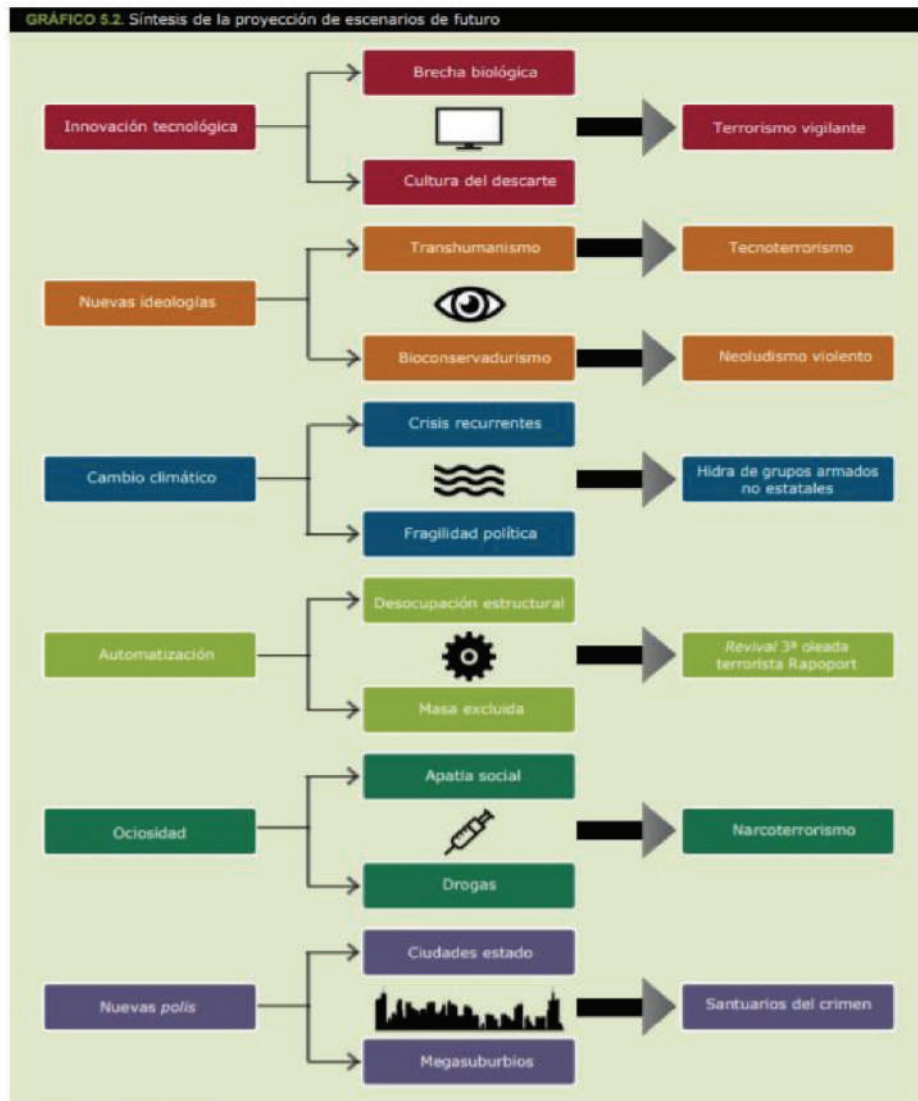 GRÁFICO 5.2. Síntesis de la proyección de escenarios de futuro
Brecha biológica
Innovación tecnológica
Terrorismo vigilante
Cultura del descarte
Transhumanismo
Tecnoterrorismo
Nuevas ideologías
Bioconservadurismo
Neoludismo violento
Crisis recurrentes
Cambio climático
Hidra de grupos armados
no estatales
Fragilidad política
Desocupación estructural
Automatización
Revival 3ª oleada
terrorista Rapoport
Masa excluida
Apatía social
Ociosidad
Narcoterrorismo
Drogas
Ciudades estado
Nuevas polis
Santuarios del crimen
Megasuburbios